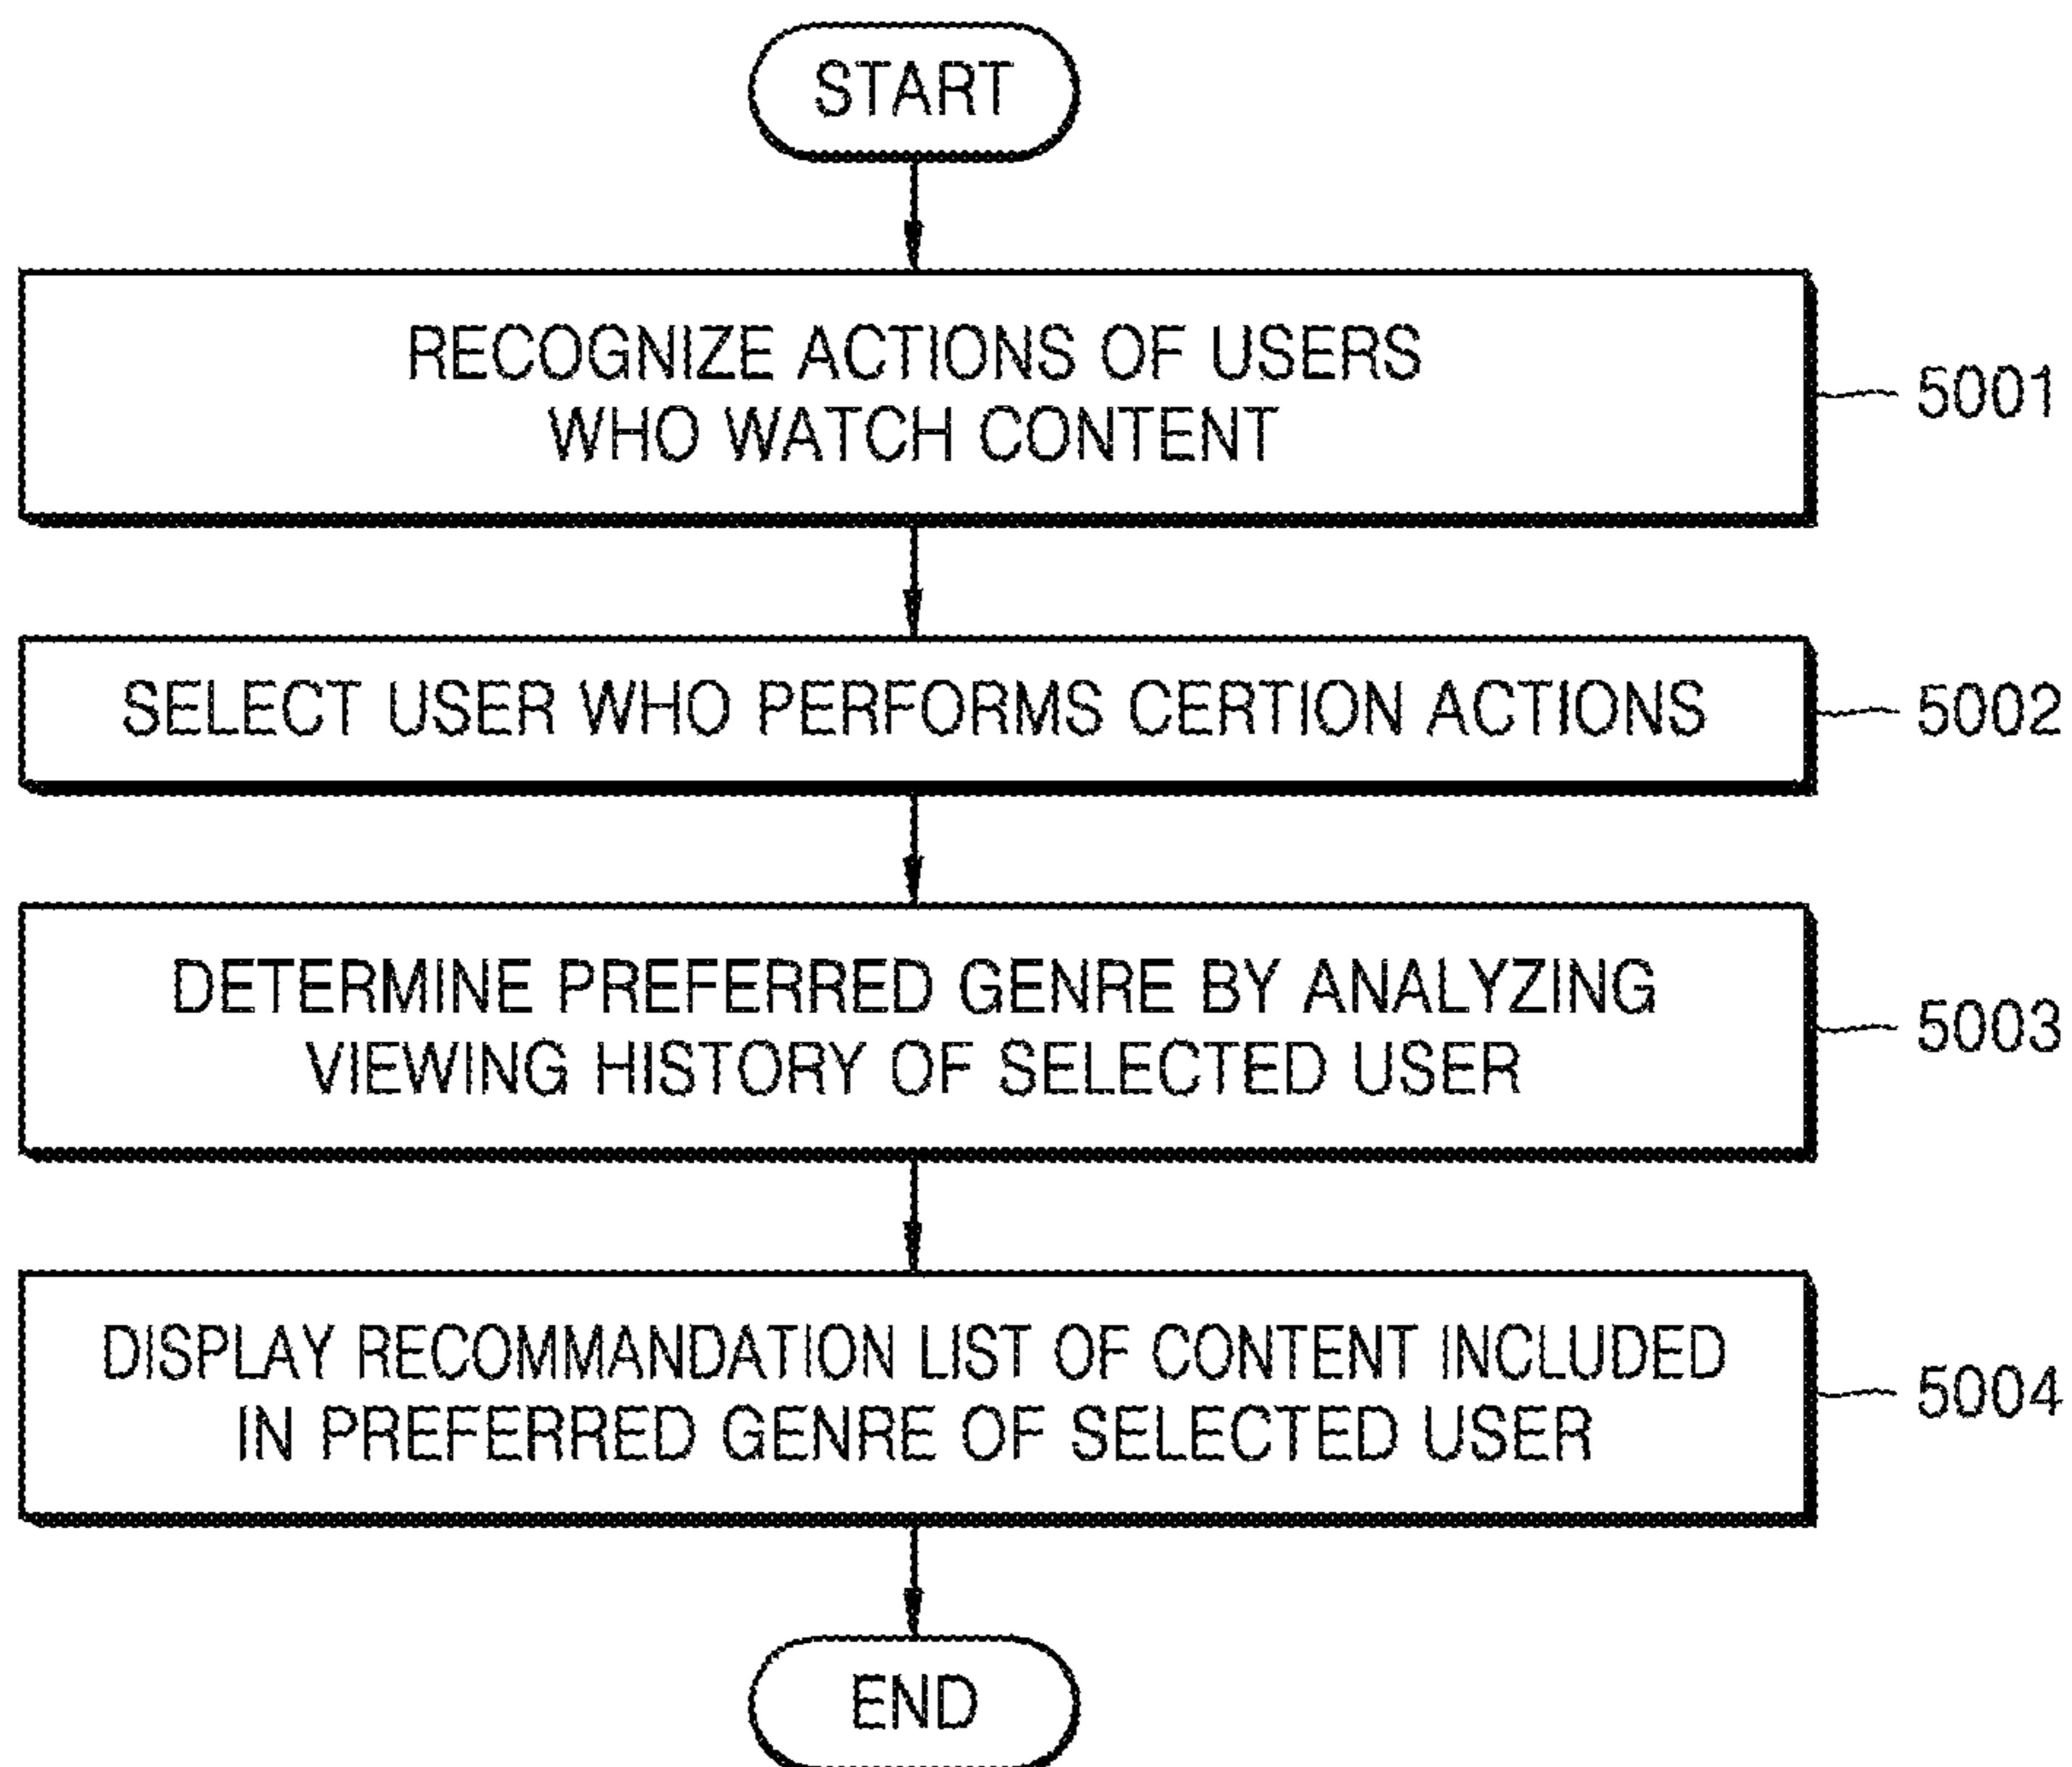 START
RECOGNIZE ACTIONS OF USERS
WHO WATCH CONTENT
5001
SELECT USER WHO PERFORMS CERTION ACTIONS
5002
DETERMINE PREFERRED GENRE BY ANALYZING
VIEWING HISTORY OF SELECTED USER
5003
DISPLAY RECOMMANDATION LIST OF CONTENT INCLUDED
IN PREFERRED GENRE OF SELECTED USER
5004
END